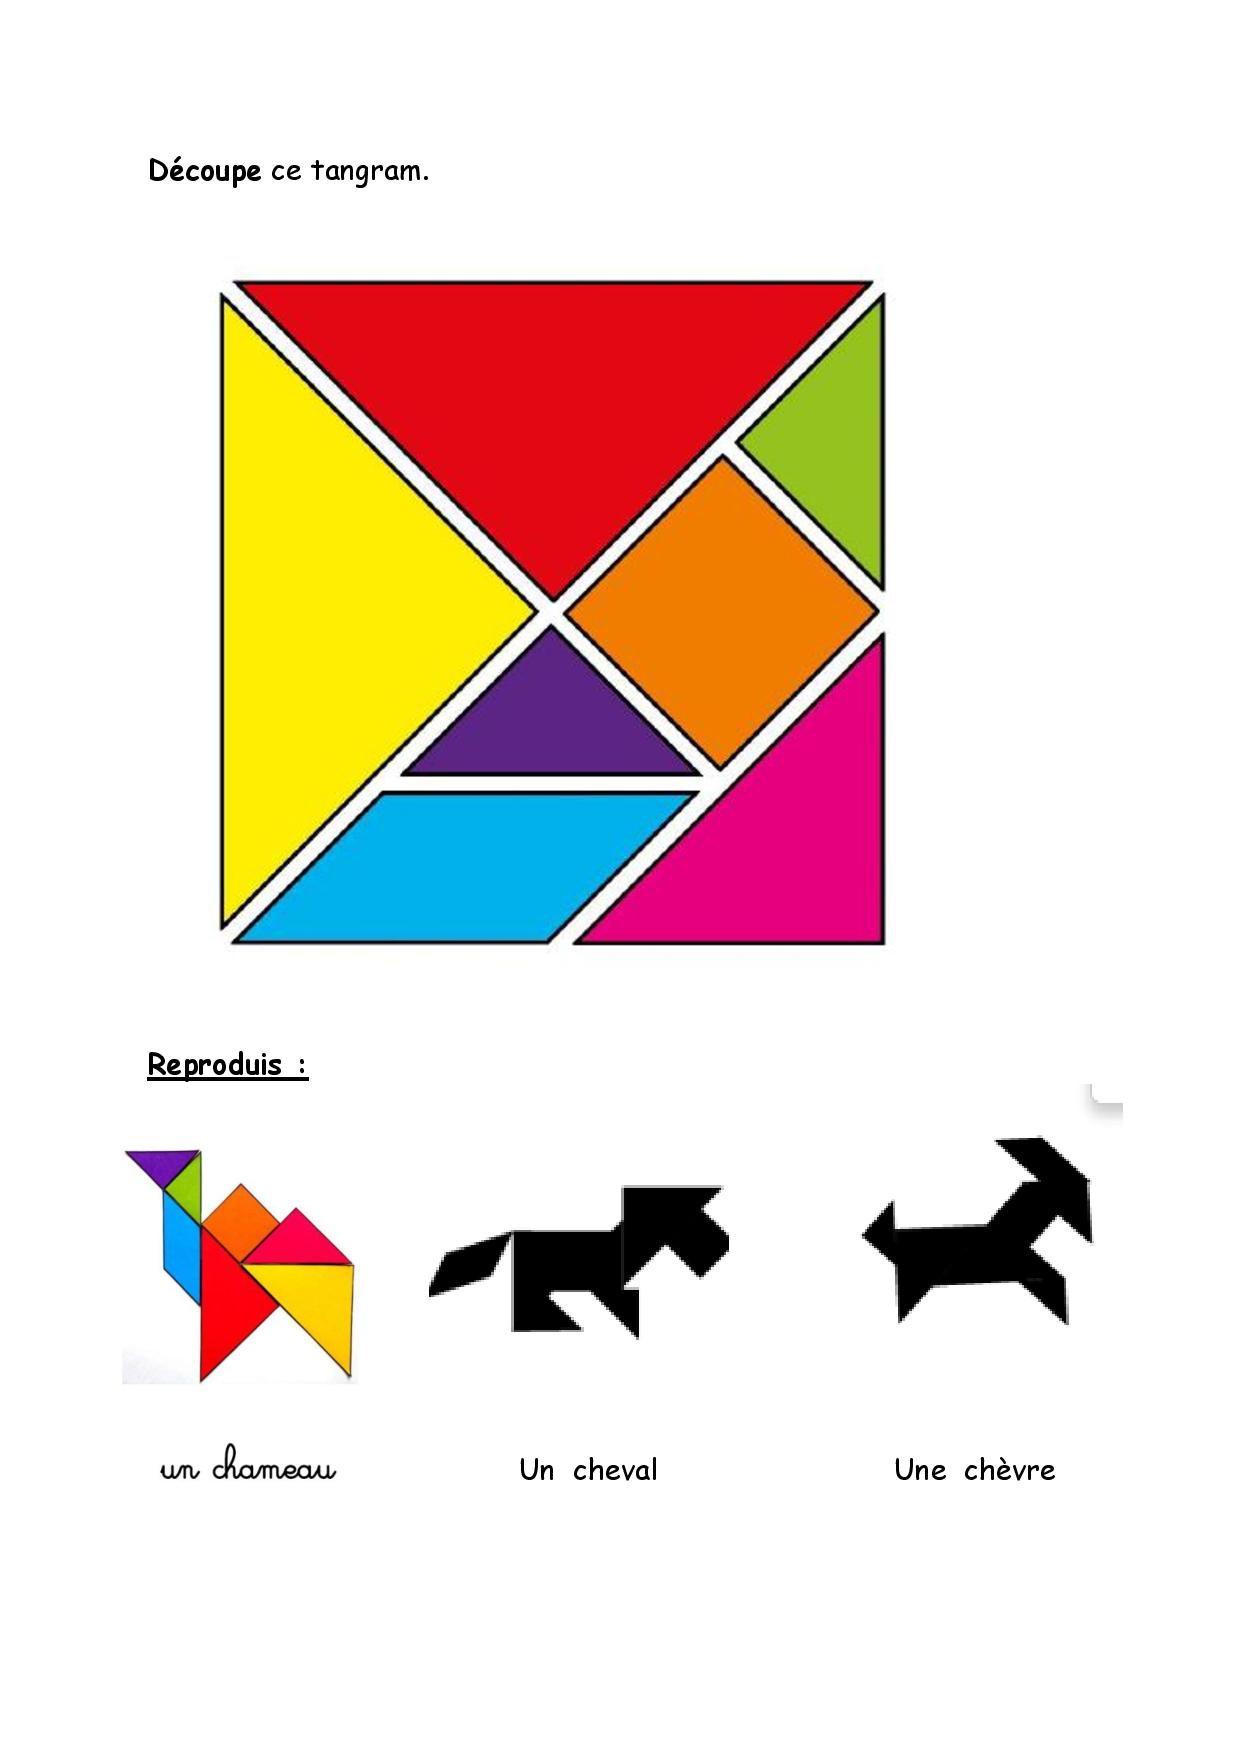 Découpe ce tangram.
Reproduis :
un chameau
Un cheval
Une chèvre